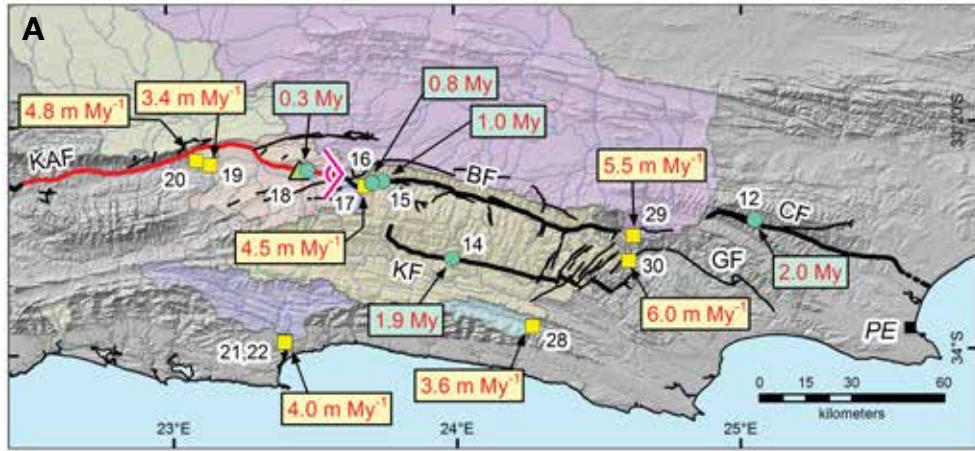 A
4.8 m My-1
3.4 m My-1
0.3 My
0.8 My
1.0 My
33°2'S
KAF
20
19
18
16
17
15
BF
5.5 m My-1
29
12
CF
4.5 m My-1
14
KF
30
GF
2.0 My
1.9 My
6.0 m My-1
PE
21,22
28
34°S
4.0 m My-1
3.6 m My-1
0 15 30 60
kilometers
23°E
24°E
25°E